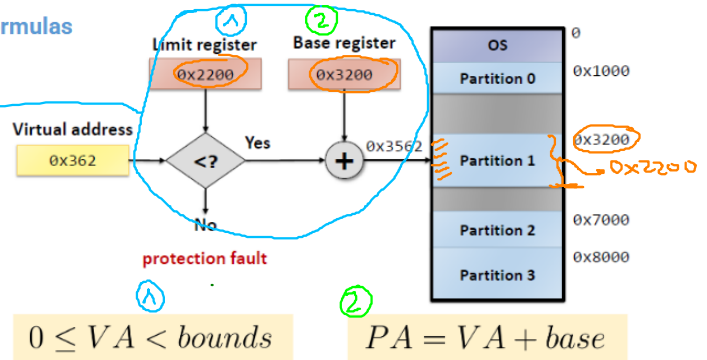 rmulas
1
2
Limit register
Base register
0x2200
0x3200
OS
0
Partition 0
0x1000
Virtual address
0x362
<?
Yes
+
0x3562
Partition 1
0x3200
0x2200
No
protection fault
Partition 2
0x7000
Partition 3
0x8000
1
2
0 ≤ VA < bounds
PA = VA + base